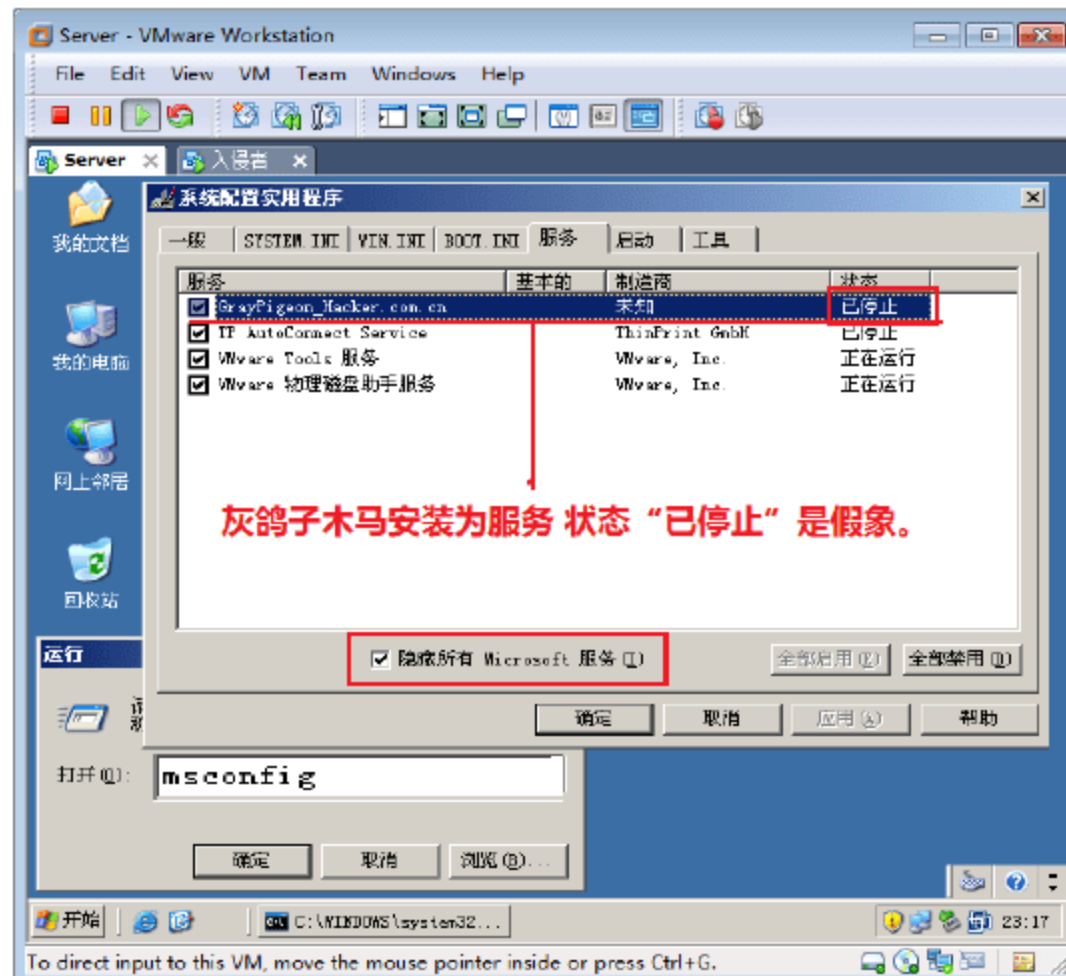 Server - VMware Workstation
File Edit View VM Team Windows Help
Server 入侵者
我的文档
我的电脑
网上邻居
回收站
系统配置实用程序
一般 SYSTEM.INI WIN.INI BOOT.INI 服务 启动 工具
服务 基本的 制造商 状态
GrayPigeon_Hacker.com.cn 未知 已停止
TP AutoConnect Service ThinPrint GmbH 已停止
VMware Tools 服务 VMware, Inc. 正在运行
VMware 物理磁盘助手服务 VMware, Inc. 正在运行
灰鸽子木马安装为服务 状态“已停止”是假象。
隐藏所有 Microsoft 服务(I)
全部启用(E) 全部禁用(D)
确定 取消 应用(A) 帮助
运行
打开(O): msconfig
确定 取消 浏览(B)...
开始 C:\WINDOWS\system32... 23:17
To direct input to this VM, move the mouse pointer inside or press Ctrl+G.